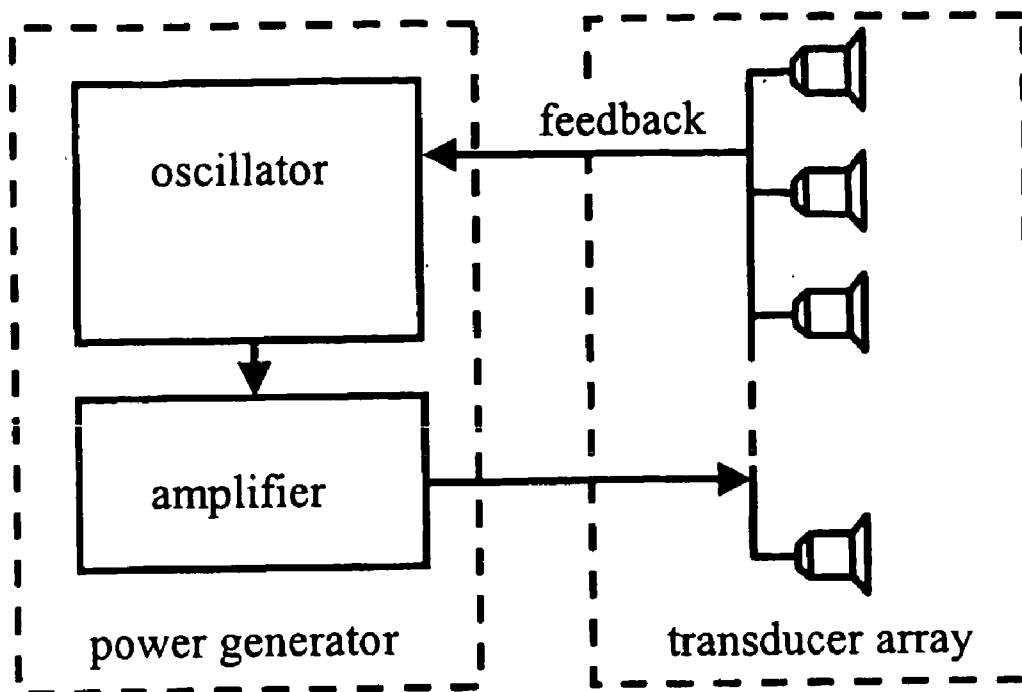 feedback
oscillator
amplifier
power generator
transducer array